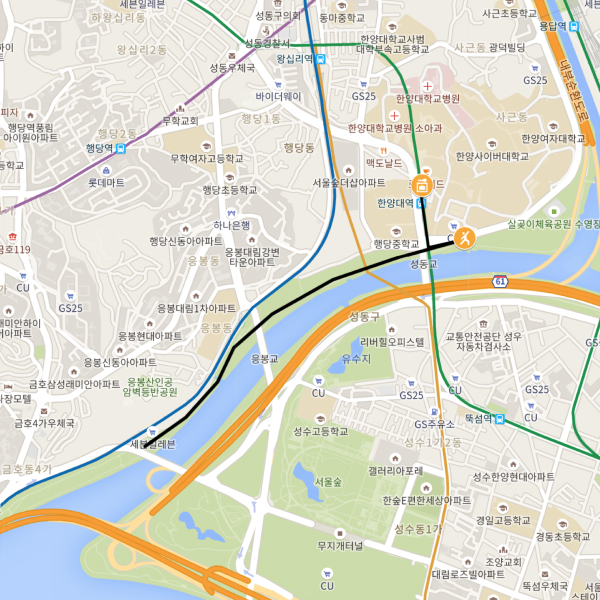 세븐일레븐
하왕십리동
성동구의회
도마중학교
사근초등학교
용답역
왕십리2동
성동경찰서
한양대학교사범
대학부속고등학교
사근동
광덕빌딩
성동우체국
왕십리역
내부순환도로
GS25
바이더웨이
GS25
한양대학교병원
피자
무학교회
행당1동
사근동
행당역풍림
아이원아파트
행당2동
한양대학교병원 소아과
한양여자대학교
행당역
무학여자고등학교
행당동
맥도날드
한양사이버대학교
롯데마트
행당초등학교
서울숲더샵아파트
한양대역
하나은행
살곶이체육공원 수영장
금호119
행당신동아아파트
행당중학교
응봉대림강변
타운아파트
응봉동
성동교
CU
61
GS25
응봉대림1차아파트
성동구
응봉현대아파트
응봉동
리버힐오피스텔
교통안전공단 성수
자동차검사소
응봉신동아아파트
응봉교
유수지
금호삼성래미안아파트
응봉산인공
암벽등반공원
CU
GS25
CU
GS25
금호4가우체국
GS주유소
뚝섬역
CU
세븐일레븐
성수고등학교
성수1가2동
금호동4가
갤러리아포레
성수한양현대아파트
서울숲
한숲E편한세상아파트
경일고등학교
성수동1가
무지개터널
경동초등학교
조양교회
CU
대림로즈빌아파트
뚝섬우체국